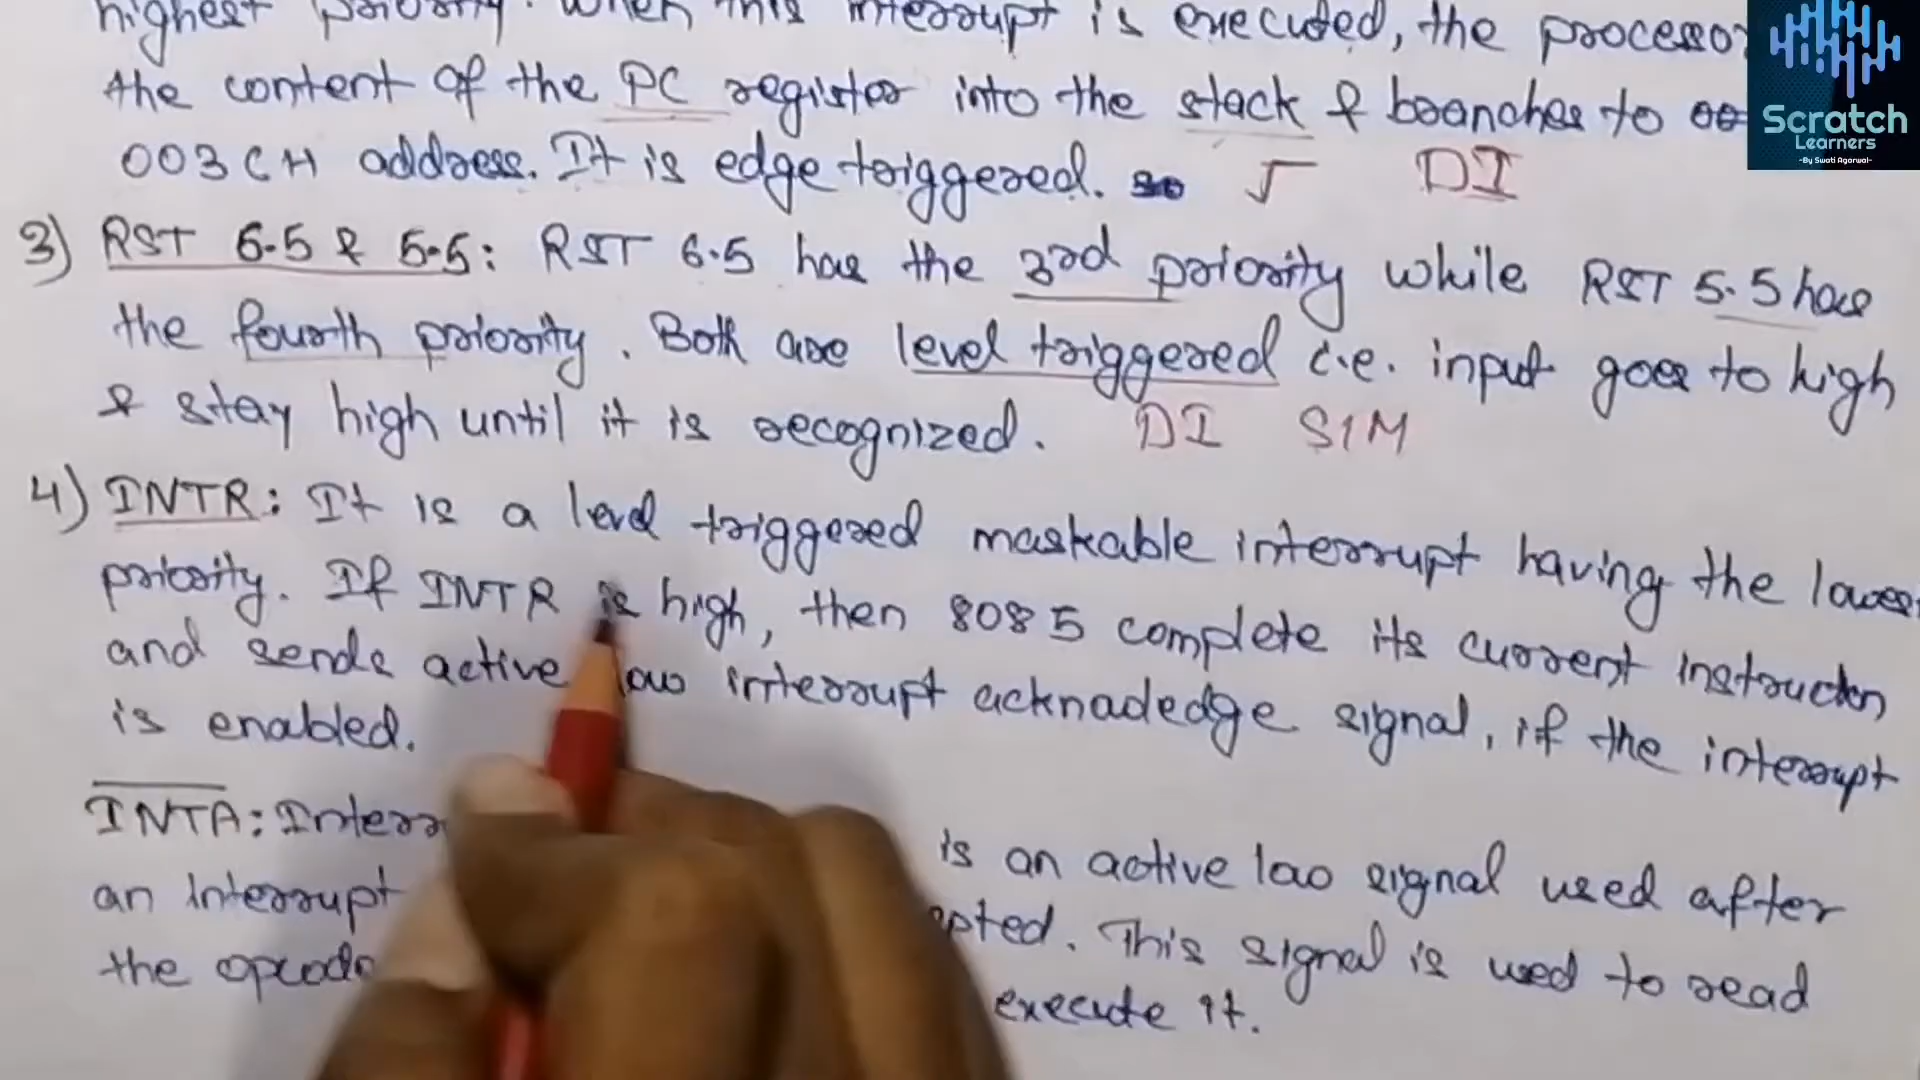 highest priority. When this interrupt is executed, the processor
the content of the PC register into the stack & branches to
003CH address. It is edge triggered. so DI
3) RST 6.5 & 5.5: RST 6.5 has the 3rd priority while RST 5.5 has
the fourth priority. Both are level triggered i.e. input goes to high
& stay high until it is recognized. DI SIM
4) INTR: It is a level triggered maskable interrupt having the lowest
priority. If INTR is high, then 8085 complete its current instructon
and sends active low interrupt acknadedge signal, if the interrupt
is enabled.
INTA: Interr is an active low signal used after
an interrupt pted. This signal is used to read
the opcode execute it.
Scratch
Learners
-By Swati Agarwal-